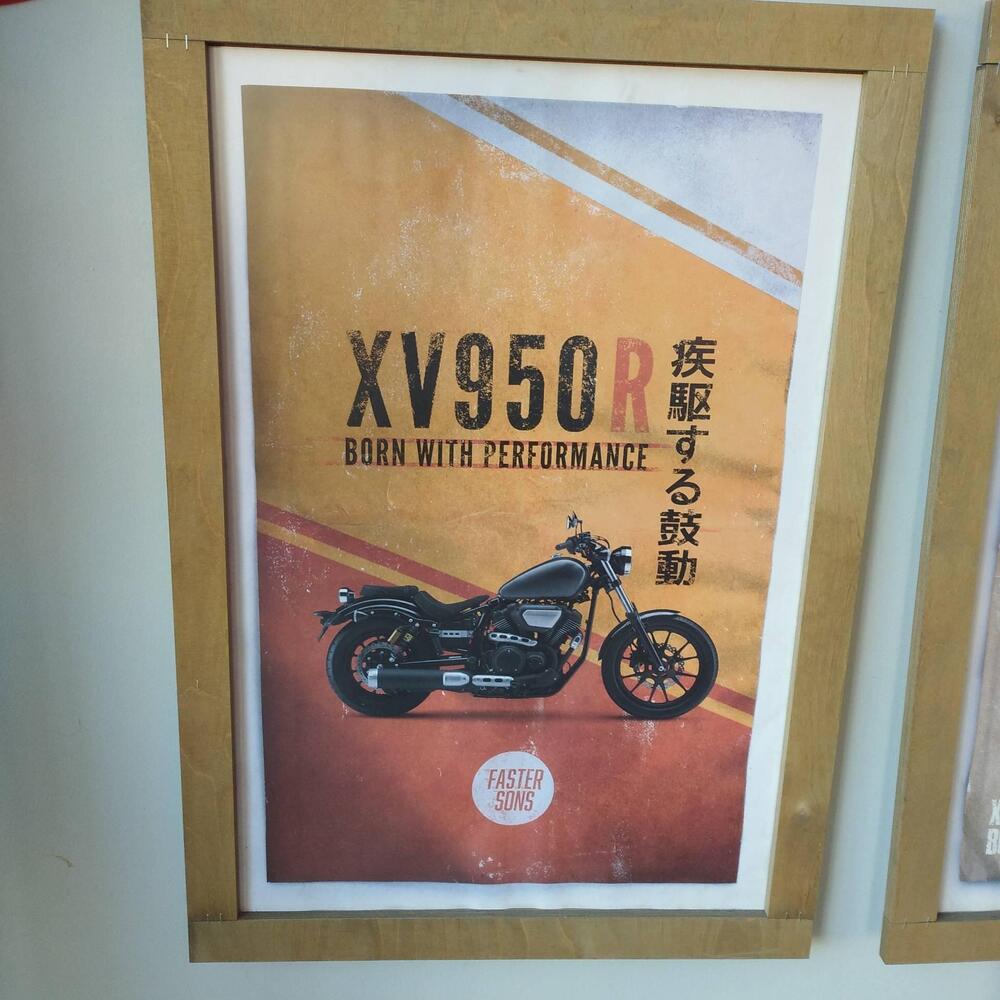 XV950R
BORN WITH PERFORMANCE
疾駆する鼓動
FASTER
SONS